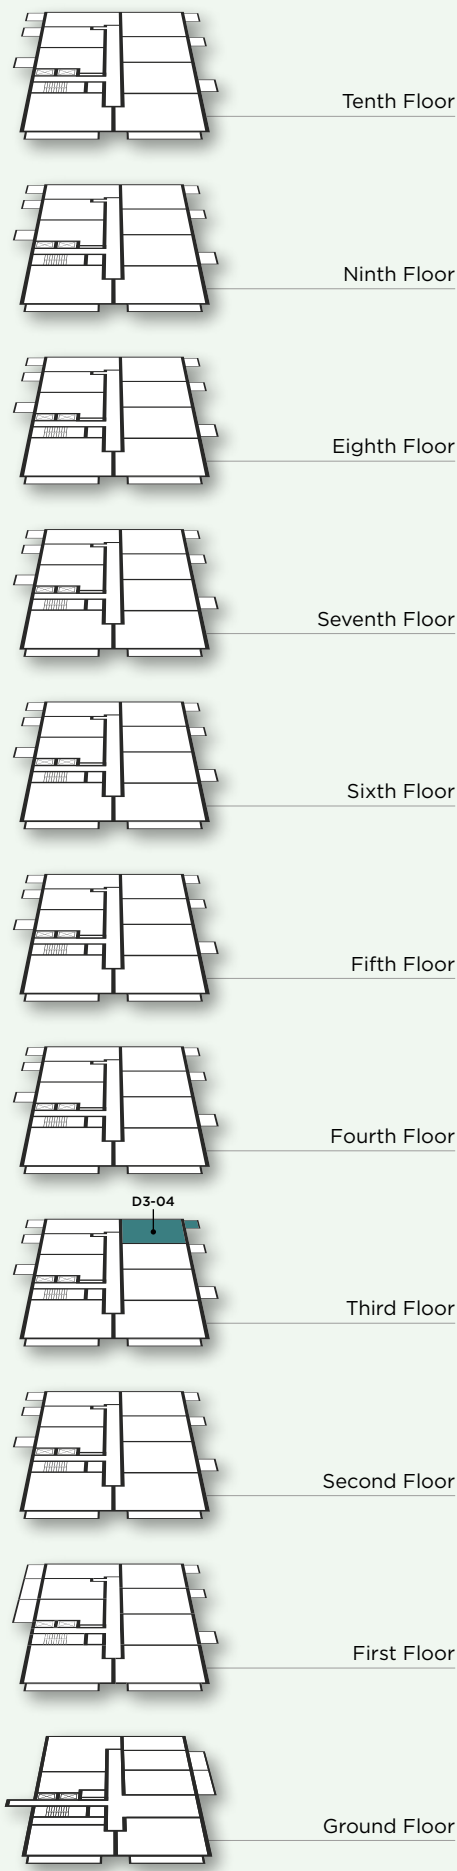 Tenth Floor
Ninth Floor
Eighth Floor
Seventh Floor
Sixth Floor
Fifth Floor
Fourth Floor
D3-04
Third Floor
Second Floor
First Floor
Ground Floor